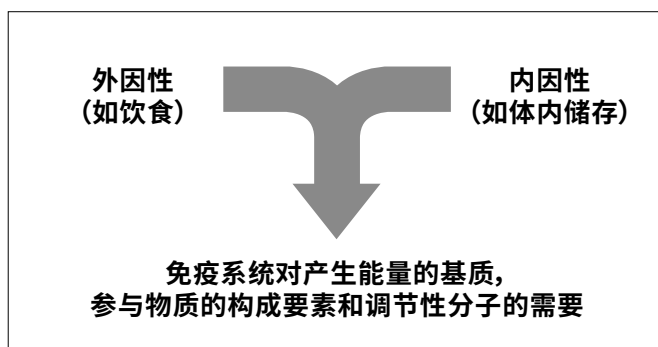 外因性
（如饮食）
内因性
（如体内储存）
免疫系统对产生能量的基质，
参与物质的构成要素和调节性分子的需要